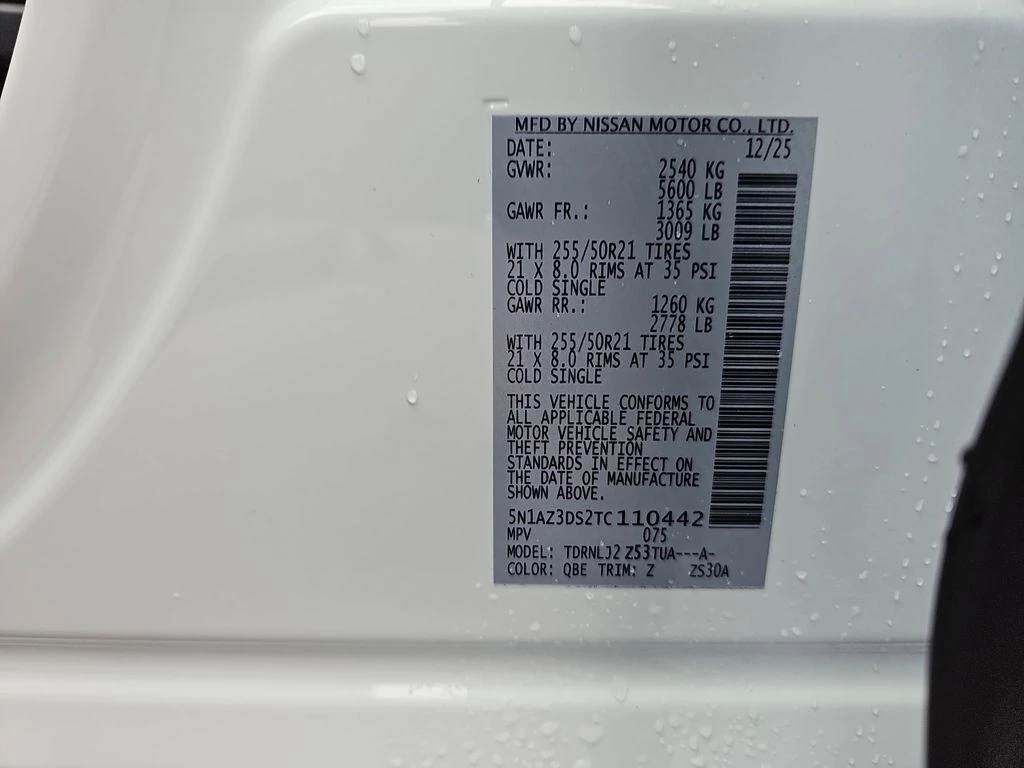 MFD BY NISSAN MOTOR CO., LTD.
DATE: 12/25
GVWR: 2540 KG
5600 LB
GAWR FR.: 1365 KG
3009 LB
WITH 255/50R21 TIRES
21 X 8.0 RIMS AT 35 PSI
COLD SINGLE
GAWR RR.: 1260 KG
2778 LB
WITH 255/50R21 TIRES
21 X 8.0 RIMS AT 35 PSI
COLD SINGLE
THIS VEHICLE CONFORMS TO
ALL APPLICABLE FEDERAL
MOTOR VEHICLE SAFETY AND
THEFT PREVENTION
STANDARDS IN EFFECT ON
THE DATE OF MANUFACTURE
SHOWN ABOVE.
5N1AZ3DS2TC110442
MPV 075
MODEL: TDRNLJ2 Z53TUA---A-
COLOR: QBE TRIM: Z ZS30A